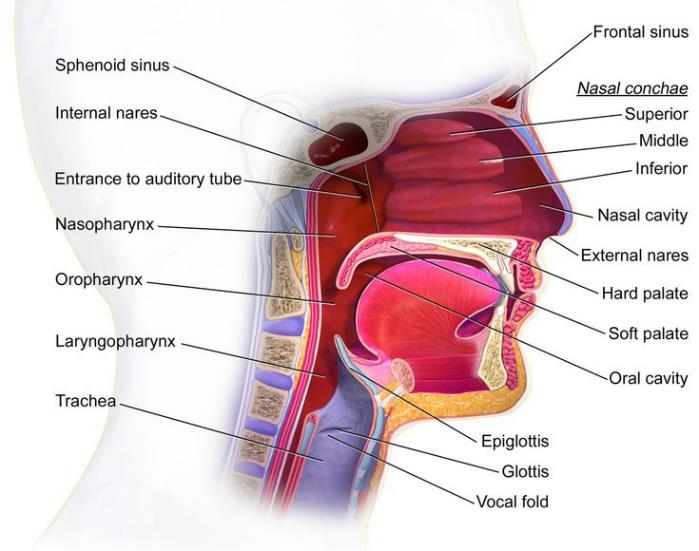 Sphenoid sinus
Internal nares
Entrance to auditory tube
Nasopharynx
Oropharynx
Laryngopharynx
Trachea
Frontal sinus
Nasal conchae
Superior
Middle
Inferior
Nasal cavity
External nares
Hard palate
Soft palate
Oral cavity
Epiglottis
Glottis
Vocal fold